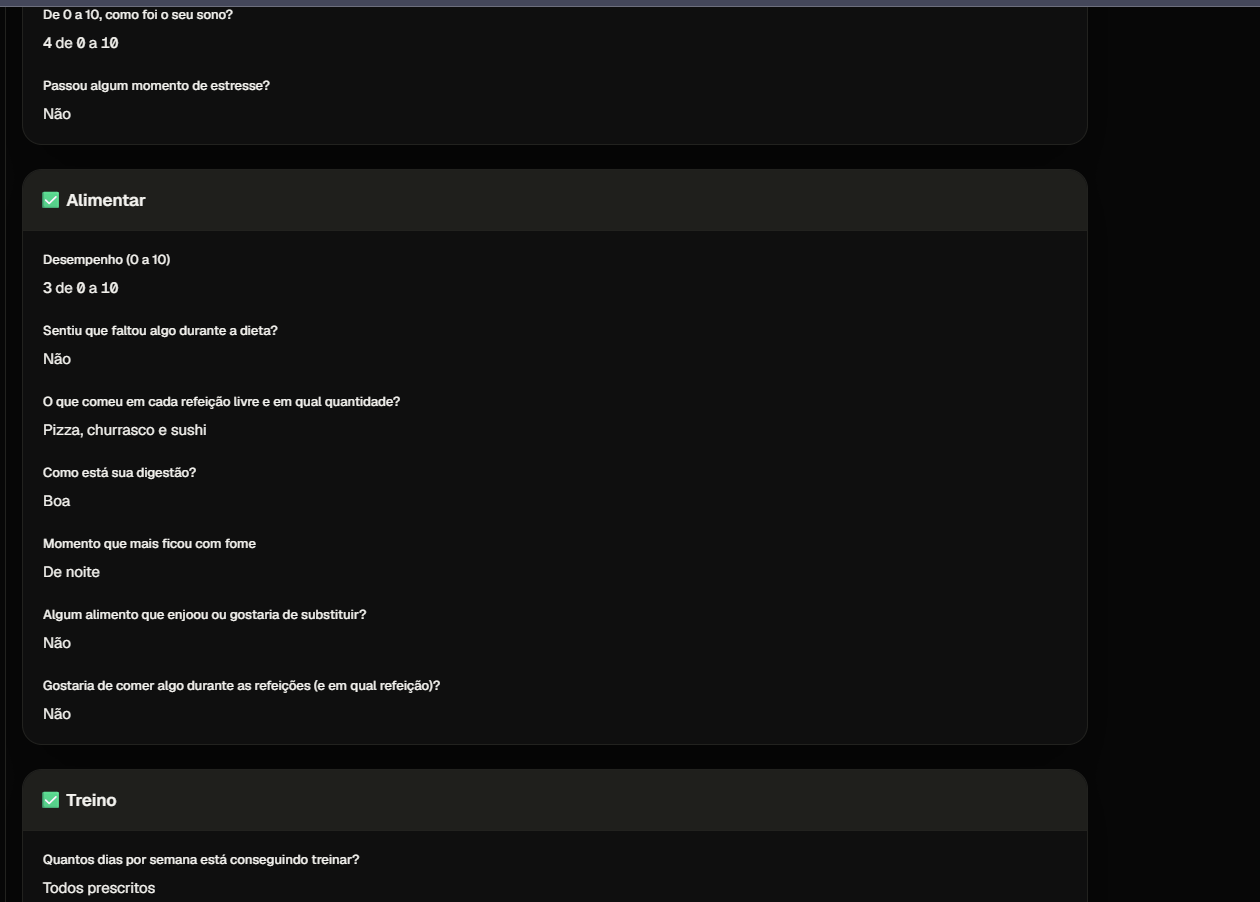 De 0 a 10, como foi o seu sono?
4 de 0 a 10
Passou algum momento de estresse?
Não
✅ Alimentar
Desempenho (0 a 10)
3 de 0 a 10
Sentiu que faltou algo durante a dieta?
Não
O que comeu em cada refeição livre e em qual quantidade?
Pizza, churrasco e sushi
Como está sua digestão?
Boa
Momento que mais ficou com fome
De noite
Algum alimento que enjoou ou gostaria de substituir?
Não
Gostaria de comer algo durante as refeições (e em qual refeição)?
Não
✅ Treino
Quantos dias por semana está conseguindo treinar?
Todos prescritos